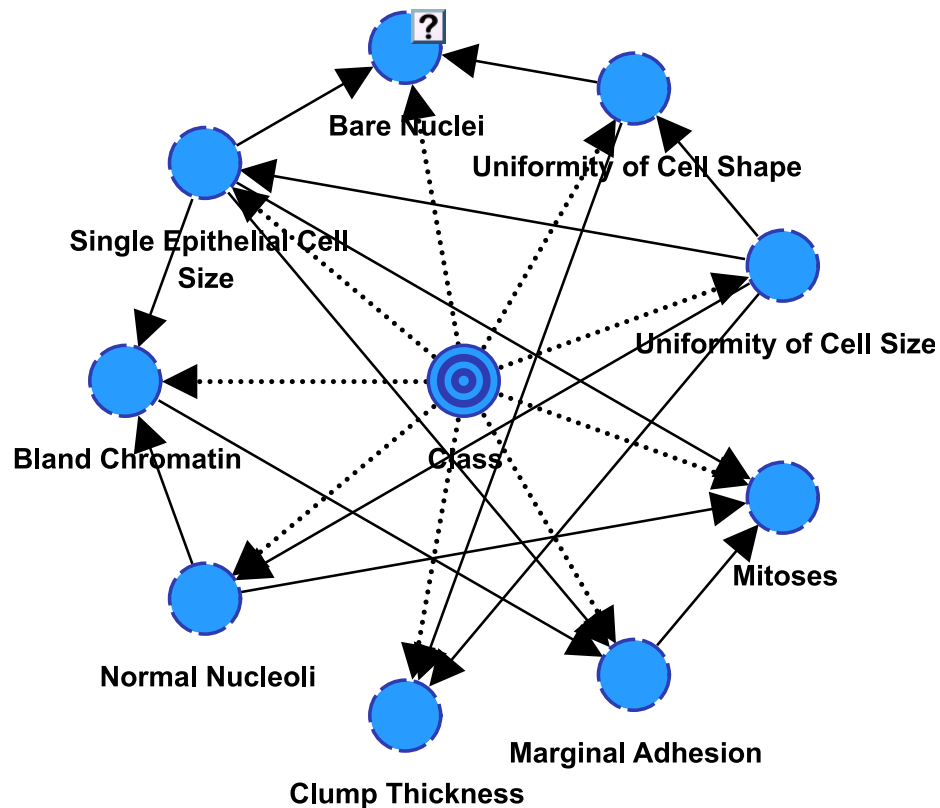 ?
Bare Nuclei
Uniformity of Cell Shape
Single Epithelial Cell
Size
Uniformity of Cell Size
Bland Chromatin
Class
Mitoses
Normal Nucleoli
Marginal Adhesion
Clump Thickness